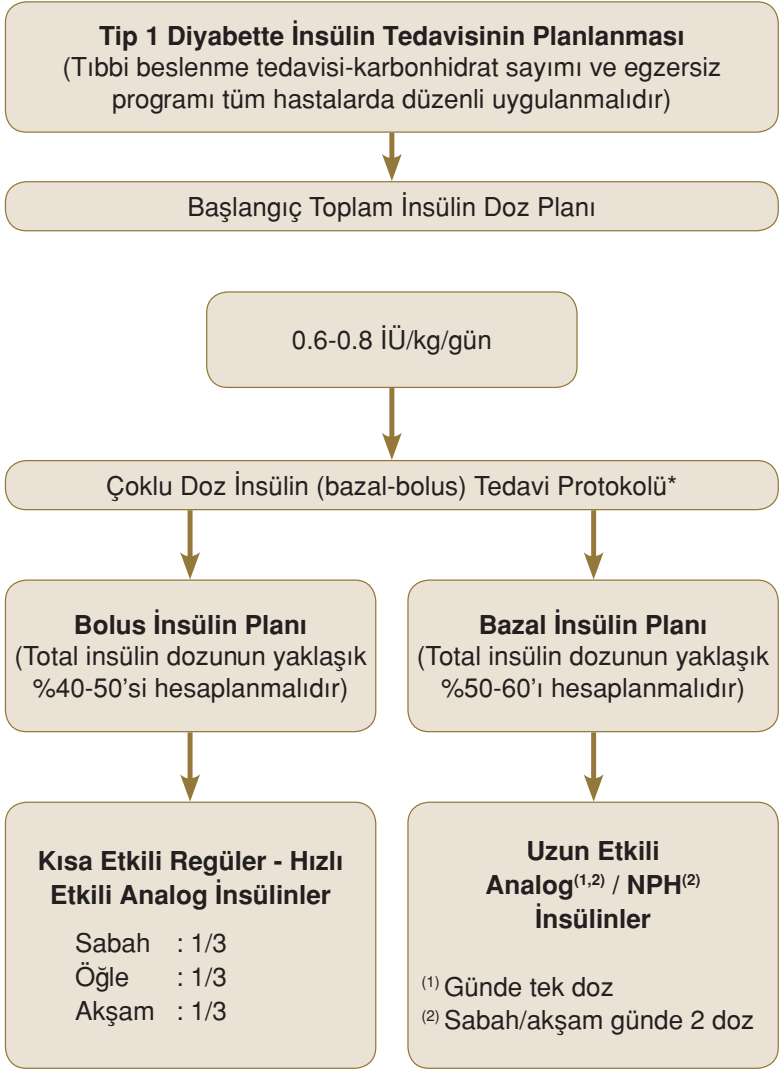 Tip 1 Diyabette İnsülin Tedavisinin Planlanması
(Tıbbi beslenme tedavisi-karbonhidrat sayımı ve egzersiz
programı tüm hastalarda düzenli uygulanmalıdır)
Başlangıç Toplam İnsülin Doz Planı
0.6-0.8 İÜ/kg/gün
Çoklu Doz İnsülin (bazal-bolus) Tedavi Protokolü*
Bolus İnsülin Planı
(Total insülin dozunun yaklaşık
%40-50’si hesaplanmalıdır)
Bazal İnsülin Planı
(Total insülin dozunun yaklaşık
%50-60’ı hesaplanmalıdır)
Kısa Etkili Regüler - Hızlı
Etkili Analog İnsülinler
Sabah : 1/3
Öğle : 1/3
Akşam : 1/3
Uzun Etkili
Analog(1,2) / NPH(2)
İnsülinler
(1) Günde tek doz
(2) Sabah/akşam günde 2 doz